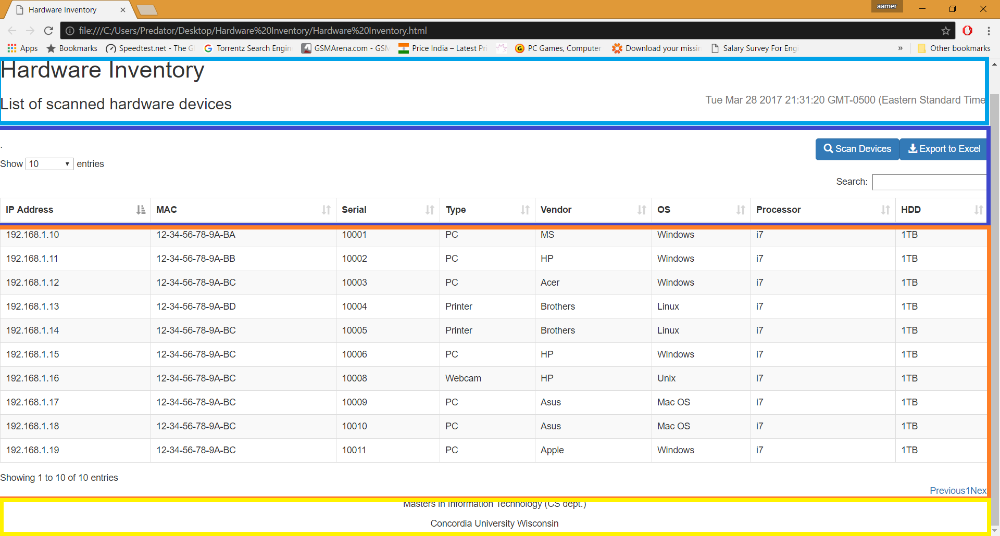 Hardware Inventory
aamer
file:///C:/Users/Predator/Desktop/Hardware%20Inventory/Hardware%20Inventory.html
Apps Bookmarks Speedtest.net - The G Torrentz Search Engin GSMArena.com - GSM Price India – Latest Pri PC Games, Computer Download your missin Salary Survey For Eng » Other bookmarks
Hardware Inventory
List of scanned hardware devices
Tue Mar 28 2017 21:31:20 GMT-0500 (Eastern Standard Time
.
Scan Devices Export to Excel
Show 10 entries
Search:
IP Address MAC Serial Type Vendor OS Processor HDD
192.168.1.10 12-34-56-78-9A-BA 10001 PC MS Windows i7 1TB
192.168.1.11 12-34-56-78-9A-BB 10002 PC HP Windows i7 1TB
192.168.1.12 12-34-56-78-9A-BC 10003 PC Acer Windows i7 1TB
192.168.1.13 12-34-56-78-9A-BD 10004 Printer Brothers Linux i7 1TB
192.168.1.14 12-34-56-78-9A-BC 10005 Printer Brothers Linux i7 1TB
192.168.1.15 12-34-56-78-9A-BC 10006 PC HP Windows i7 1TB
192.168.1.16 12-34-56-78-9A-BC 10008 Webcam HP Unix i7 1TB
192.168.1.17 12-34-56-78-9A-BC 10009 PC Asus Mac OS i7 1TB
192.168.1.18 12-34-56-78-9A-BC 10010 PC Asus Mac OS i7 1TB
192.168.1.19 12-34-56-78-9A-BC 10011 PC Apple Windows i7 1TB
Showing 1 to 10 of 10 entries
Previous1Nex
Masters in Information Technology (CS dept.)
Concordia University Wisconsin